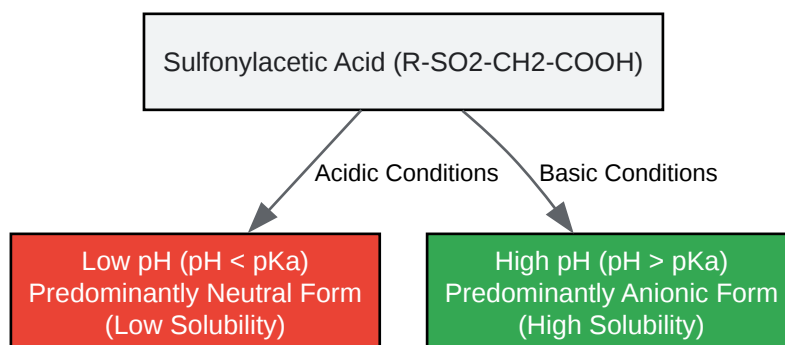 Sulfonylacetic Acid (R-SO2-CH2-COOH)
Acidic Conditions
Basic Conditions
Low pH (pH < pKa)
Predominantly Neutral Form
(Low Solubility)
High pH (pH > pKa)
Predominantly Anionic Form
(High Solubility)